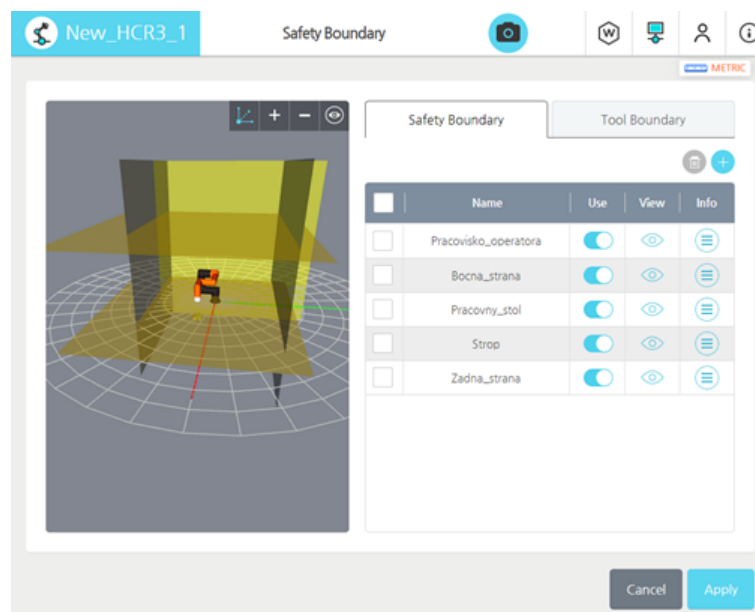 New_HCR3_1
Safety Boundary
METRIC
Safety Boundary
Tool Boundary
Name Use View Info
Pracovisko_operatora
Bocna_strana
Pracovny_stol
Strop
Zadna_strana
Cancel
Apply